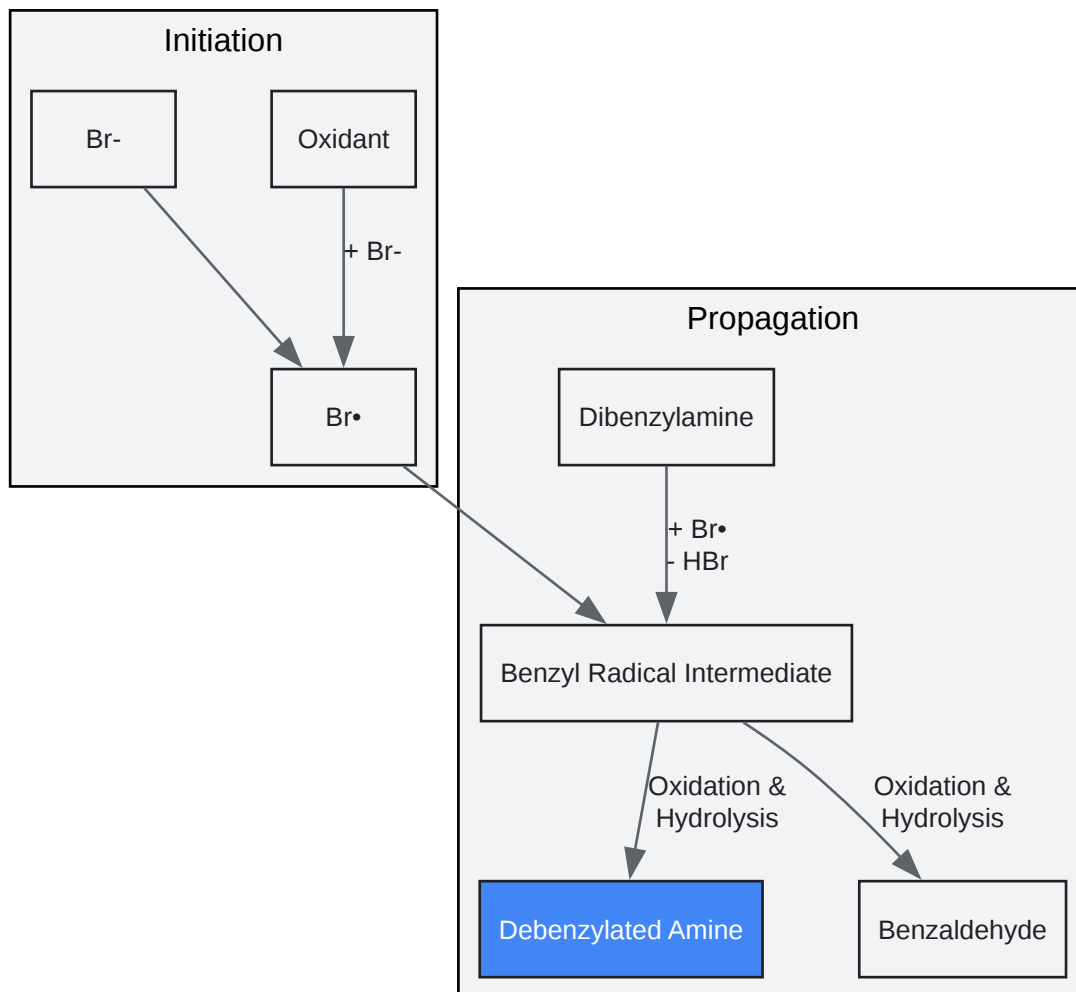 Initiation
Br-
Oxidant
+ Br-
Br•
Propagation
Dibenzylamine
+ Br•
- HBr
Benzyl Radical Intermediate
Oxidation &
Hydrolysis
Oxidation &
Hydrolysis
Debenzylated Amine
Benzaldehyde